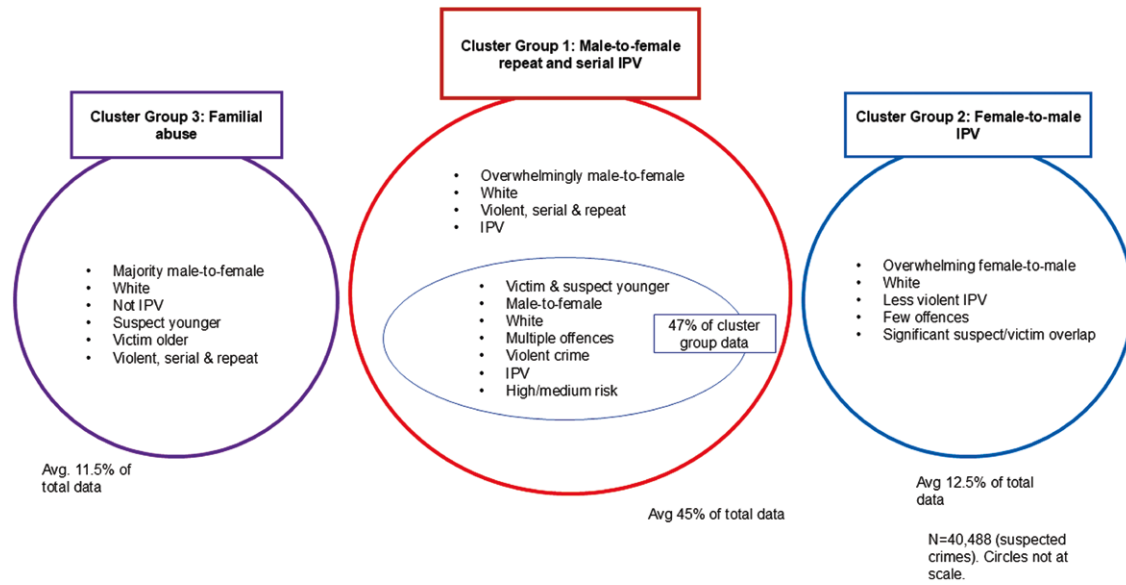 Cluster Group 1: Male-to-female
repeat and serial IPV
Cluster Group 3: Familial
abuse
Cluster Group 2: Female-to-male
IPV
• Overwhelmingly male-to-female
• White
• Violent, serial & repeat
• IPV
• Majority male-to-female
• White
• Not IPV
• Suspect younger
• Victim older
• Violent, serial & repeat
• Victim & suspect younger
• Male-to-female
• White
• Multiple offences
• Violent crime
• IPV
• High/medium risk
47% of cluster
group data
• Overwhelming female-to-male
• White
• Less violent IPV
• Few offences
• Significant suspect/victim overlap
Avg. 11.5% of
total data
Avg 45% of total data
Avg 12.5% of total
data
N=40,488 (suspected
crimes). Circles not at
scale.